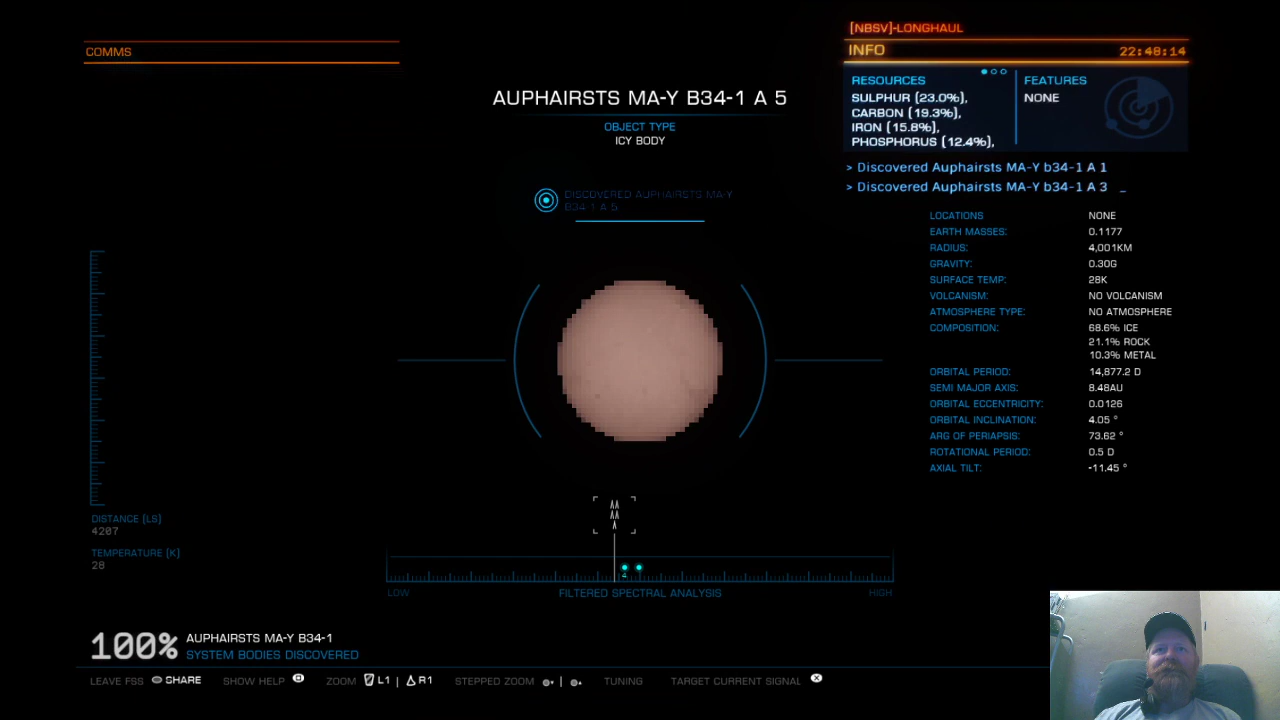 [NBSV]-LONGHAUL
COMMS
INFO
22:48:14
RESOURCES
SULPHUR (23.0%),
CARBON (19.3%),
IRON (15.8%),
PHOSPHORUS (12.4%),
FEATURES
NONE
AUPHAIRSTS MA-Y B34-1 A 5
OBJECT TYPE
ICY BODY
> Discovered Auphairsts MA-Y b34-1 A 1
> Discovered Auphairsts MA-Y b34-1 A 3 _
DISCOVERED AUPHAIRSTS MA-Y
B34-1 A 5
LOCATIONS NONE
EARTH MASSES: 0.1177
RADIUS: 4,001KM
GRAVITY: 0.30G
SURFACE TEMP: 28K
VOLCANISM: NO VOLCANISM
ATMOSPHERE TYPE: NO ATMOSPHERE
COMPOSITION: 68.6% ICE
21.1% ROCK
10.3% METAL
ORBITAL PERIOD: 14,877.2 D
SEMI MAJOR AXIS: 8.48AU
ORBITAL ECCENTRICITY: 0.0126
ORBITAL INCLINATION: 4.05 °
ARG OF PERIAPSIS: 73.62 °
ROTATIONAL PERIOD: 0.5 D
AXIAL TILT: -11.45 °
DISTANCE (LS)
4207
TEMPERATURE (K)
28
4
LOW
FILTERED SPECTRAL ANALYSIS
HIGH
100%
AUPHAIRSTS MA-Y B34-1
SYSTEM BODIES DISCOVERED
LEAVE FSS SHARE SHOW HELP ZOOM L1 | R1 STEPPED ZOOM | TUNING TARGET CURRENT SIGNAL